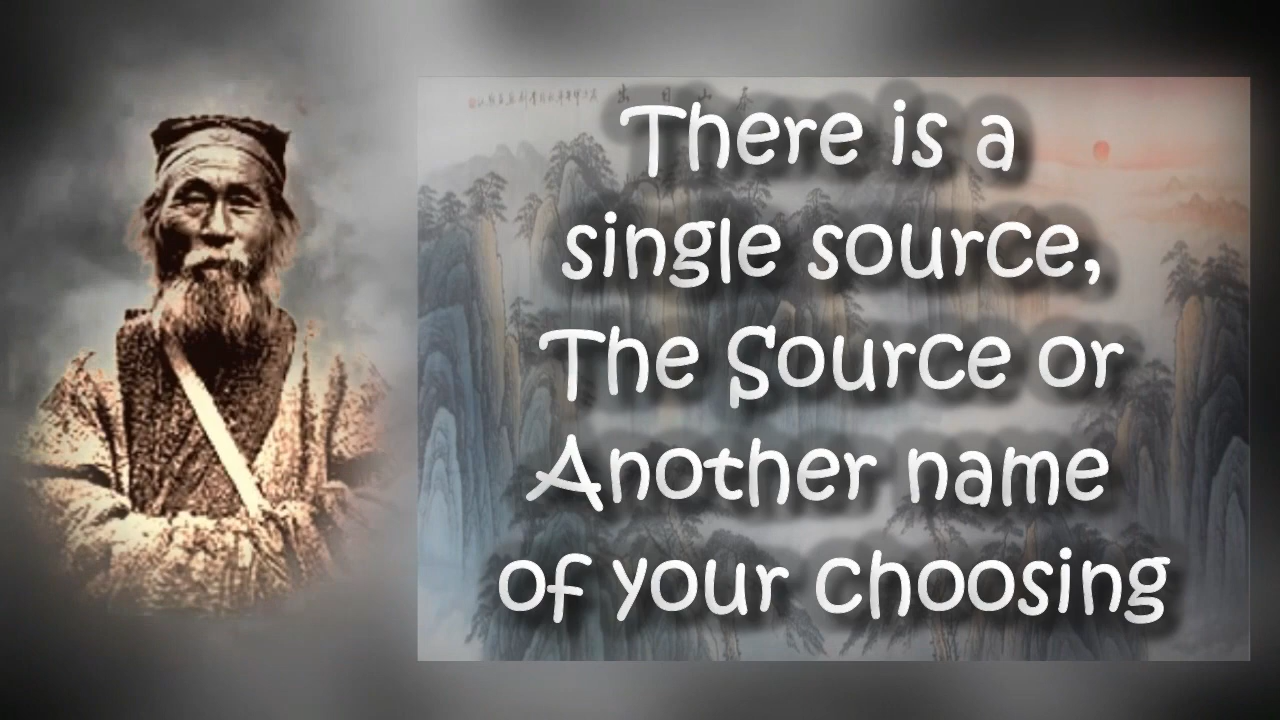 There is a
single source,
The Source or
Another name
of your choosing